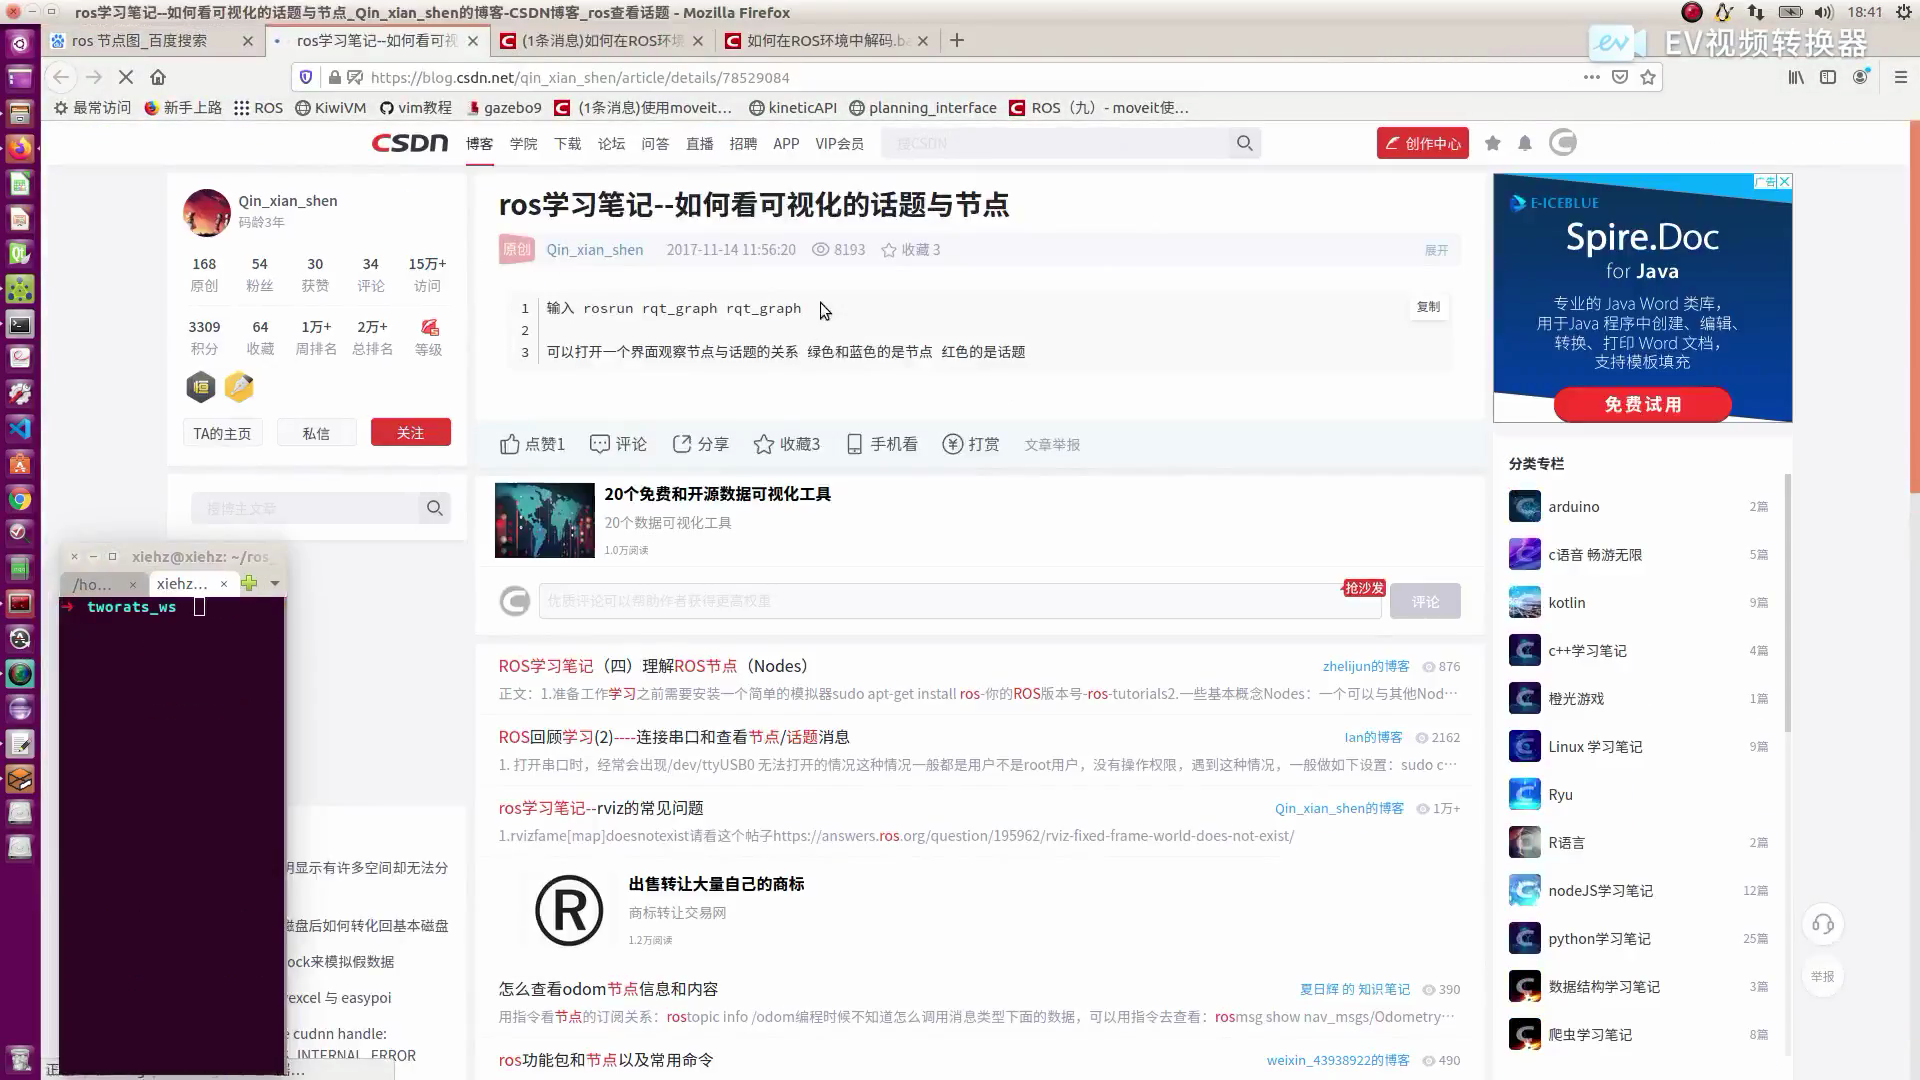 ros学习笔记--如何看可视化的话题与节点_Qin_xian_shen的博客-CSDN博客_ros查看话题 - Mozilla Firefox
18:41
ros 节点图_百度搜索
ros学习笔记--如何看可视
(1条消息)如何在ROS环境
如何在ROS环境中解码.ba
EV视频转换器
https://blog.csdn.net/qin_xian_shen/article/details/78529084
最常访问
新手上路
ROS
KiwiVM
vim教程
gazebo9
(1条消息)使用moveit…
kineticAPI
planning_interface
ROS（九）- moveit使…
CSDN
博客
学院
下载
论坛
问答
直播
招聘
APP
VIP会员
搜CSDN
创作中心
Qin_xian_shen
码龄3年
168 54 30 34 15万+
原创 粉丝 获赞 评论 访问
3309 64 1万+ 2万+
积分 收藏 周排名 总排名 等级
TA的主页
私信
关注
搜博主文章
ros学习笔记--如何看可视化的话题与节点
原创 Qin_xian_shen 2017-11-14 11:56:20 8193 收藏 3 展开
1 输入 rosrun rqt_graph rqt_graph
复制
2
3 可以打开一个界面观察节点与话题的关系 绿色和蓝色的是节点 红色的是话题
点赞1 评论 分享 收藏3 手机看 打赏 文章举报
20个免费和开源数据可视化工具
20个数据可视化工具
1.0万阅读
优质评论可以帮助作者获得更高权重
抢沙发
评论
ROS学习笔记（四）理解ROS节点（Nodes） zhelijun的博客 876
正文：1.准备工作学习之前需要安装一个简单的模拟器sudo apt-get install ros-你的ROS版本号-ros-tutorials2.一些基本概念Nodes：一个可以与其他Nod…
ROS回顾学习(2)----连接串口和查看节点/话题消息 Ian的博客 2162
1. 打开串口时，经常会出现/dev/ttyUSB0 无法打开的情况这种情况一般都是用户不是root用户，没有操作权限，遇到这种情况，一般做如下设置：sudo c…
ros学习笔记--rviz的常见问题 Qin_xian_shen的博客 1万+
1.rvizfame[map]doesnotexist请看这个帖子https://answers.ros.org/question/195962/rviz-fixed-frame-world-does-not-exist/
出售转让大量自己的商标
商标转让交易网
1.2万阅读
怎么查看odom节点信息和内容 夏日辉 的 知识笔记 390
用指令看节点的订阅关系：rostopic info /odom编程时候不知道怎么调用消息类型下面的数据，可以用指令去查看：rosmsg show nav_msgs/Odometry…
ros功能包和节点以及常用命令 weixin_43938922的博客 490
广告
E-ICEBLUE
Spire.Doc
for Java
专业的 Java Word 类库，
用于Java 程序中创建、编辑、
转换、打印 Word 文档，
支持模板填充
免费试用
分类专栏
arduino 2篇
c语音 畅游无限 5篇
kotlin 9篇
c++学习笔记 4篇
橙光游戏 1篇
Linux 学习笔记 9篇
Ryu
R语言 2篇
nodeJS学习笔记 12篇
python学习笔记 25篇
数据结构学习笔记 3篇
爬虫学习笔记 8篇
举报
xiehz@xiehz: ~/ros_
/ho…
xiehz…
➜ tworats_ws
明显示有许多空间却无法分
磁盘后如何转化回基本磁盘
ock来模拟假数据
excel 与 easypoi
e cudnn handle:
INTERNAL_ERROR